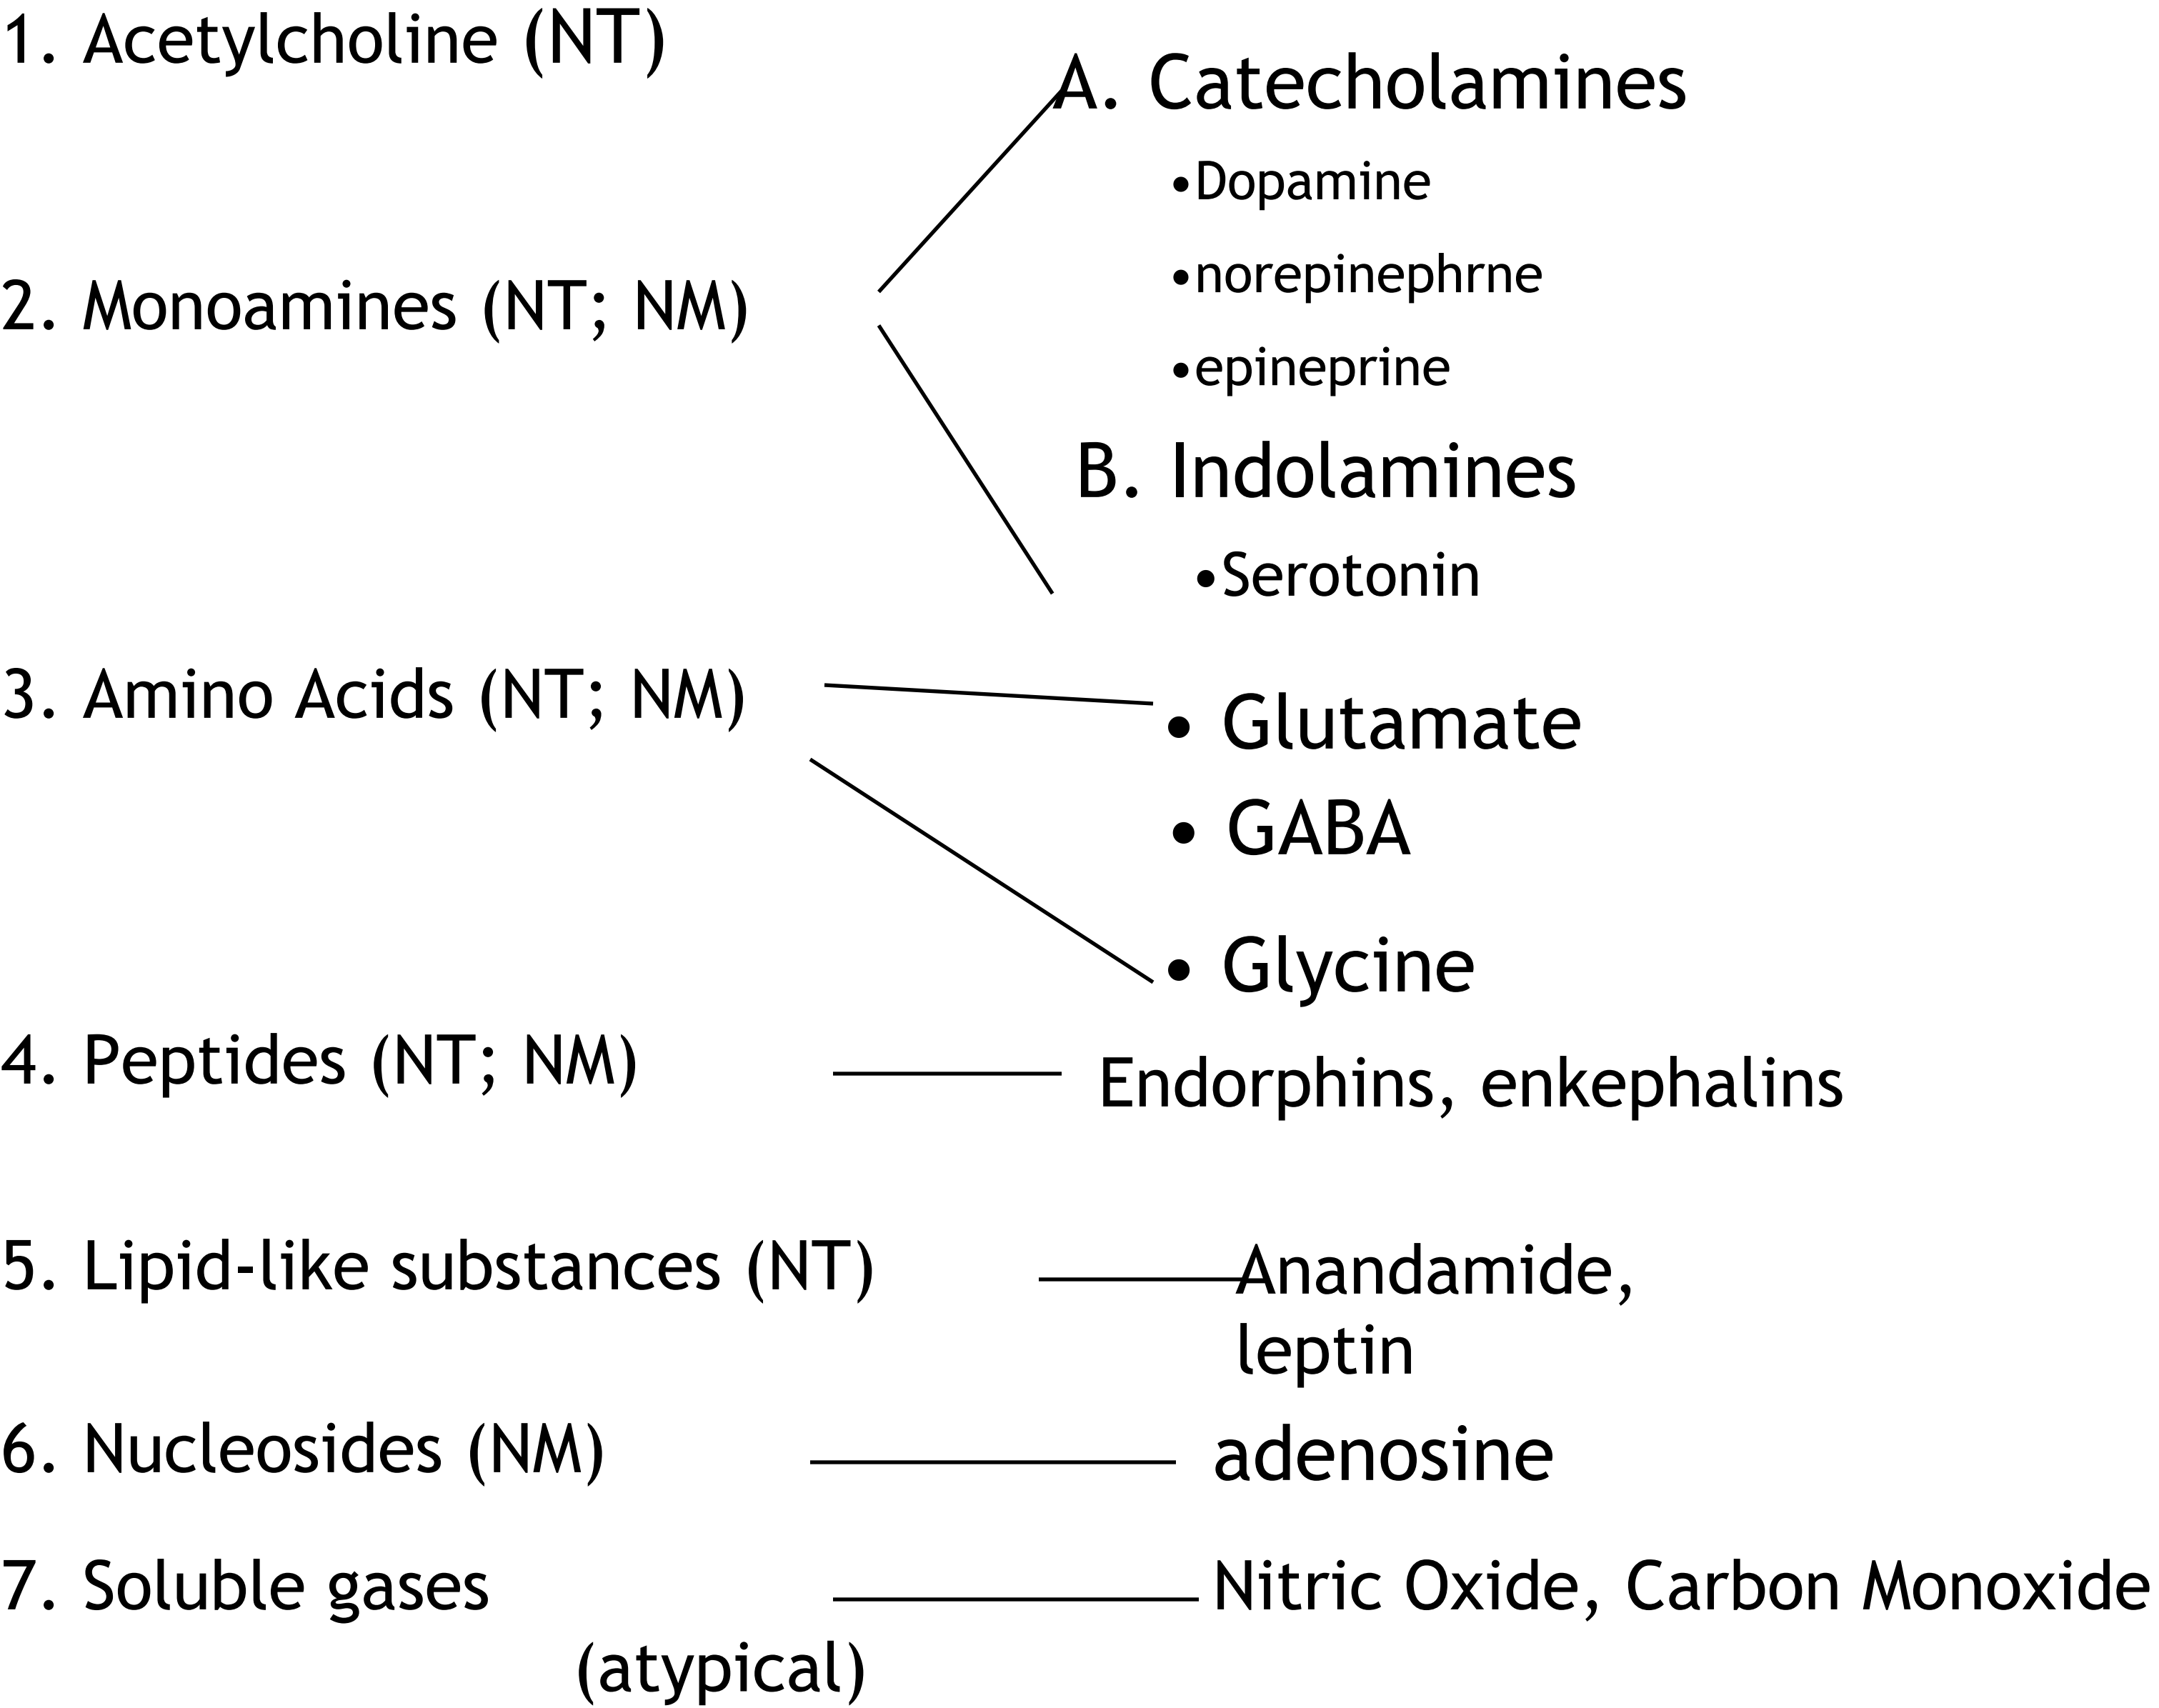 1. Acetylcholine (NT)
A. Catecholamines
•Dopamine
•norepinephrne
2. Monoamines (NT; NM)
•epineprine
B. Indolamines
•Serotonin
3. Amino Acids (NT; NM)
• Glutamate
• GABA
• Glycine
4. Peptides (NT; NM)
Endorphins, enkephalins
5. Lipid-like substances (NT)
Anandamide,
leptin
6. Nucleosides (NM)
adenosine
7. Soluble gases
Nitric Oxide, Carbon Monoxide
(atypical)